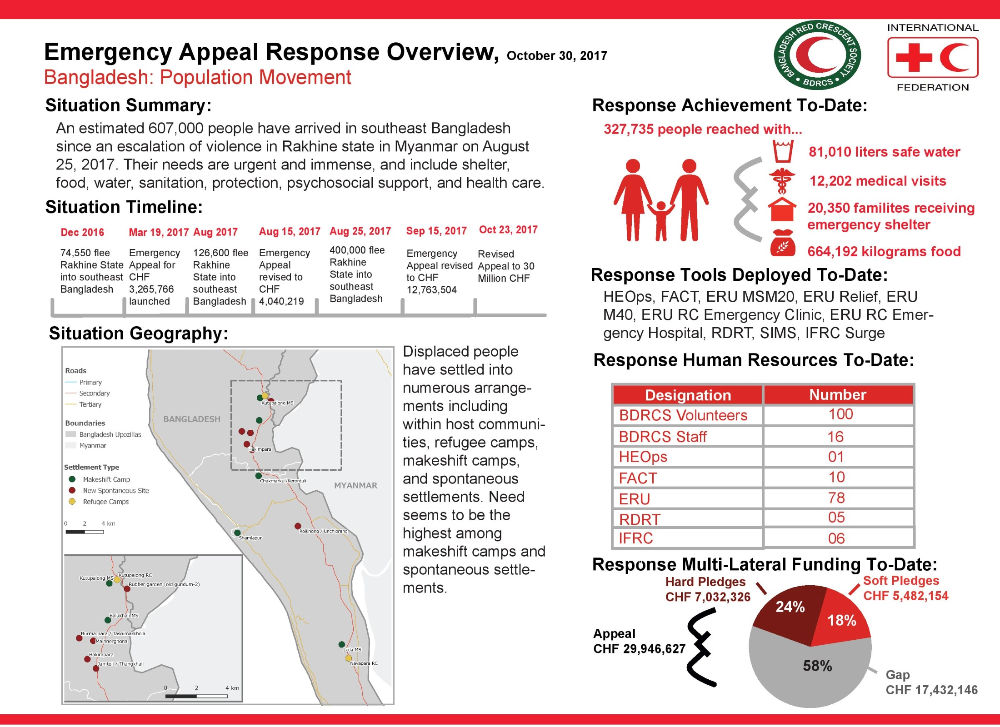 Emergency Appeal Response Overview, October 30, 2017
Bangladesh: Population Movement
BANGLADESH RED CRESCENT SOCIETY
• BDRCS •
INTERNATIONAL
FEDERATION
Situation Summary:
An estimated 607,000 people have arrived in southeast Bangladesh
since an escalation of violence in Rakhine state in Myanmar on August
25, 2017. Their needs are urgent and immense, and include shelter,
food, water, sanitation, protection, psychosocial support, and health care.
Situation Timeline:
Dec 2016
74,550 flee
Rakhine State
into southeast
Bangladesh
Mar 19, 2017
Emergency
Appeal for
CHF
3,265,766
launched
Aug 2017
126,600 flee
Rakhine
State into
southeast
Bangladesh
Aug 15, 2017
Emergency
Appeal
revised to
CHF
4,040,219
Aug 25, 2017
400,000 flee
Rakhine
State into
southeast
Bangladesh
Sep 15, 2017
Emergency
Appeal revised
to CHF
12,763,504
Oct 23, 2017
Revised
Appeal to 30
Million CHF
Situation Geography:
Roads
Primary
Secondary
Tertiary
Boundaries
Bangladesh Upozillas
Myanmar
Settlement Type
Makeshift Camp
New Spontaneous Site
Refugee Camps
0 2 4 km
BANGLADESH
MYANMAR
Kutupalong MS
Hakimpara
Chakmarkul/Kerontuli
Roikhong / Unchiprang
Shamlapur
Leda MS
Nayapara RC
Kutupalong MS
Kutupalong RC
Rubber garden (old gundum-2)
Balukhali MS
Burma para / Tasnimarkhola
Mainnerghona
Hakimpara
Jamtoli / Thangkhali
0 2 4 km
Displaced people
have settled into
numerous arrange-
ments including
within host communi-
ties, refugee camps,
makeshift camps,
and spontaneous
settlements. Need
seems to be the
highest among
makeshift camps and
spontaneous settle-
ments.
Response Achievement To-Date:
327,735 people reached with...
81,010 liters safe water
12,202 medical visits
20,350 familites receiving
emergency shelter
664,192 kilograms food
Response Tools Deployed To-Date:
HEOps, FACT, ERU MSM20, ERU Relief, ERU
M40, ERU RC Emergency Clinic, ERU RC Emer-
gency Hospital, RDRT, SIMS, IFRC Surge
Response Human Resources To-Date:
Designation Number
BDRCS Volunteers 100
BDRCS Staff 16
HEOps 01
FACT 10
ERU 78
RDRT 05
IFRC 06
Response Multi-Lateral Funding To-Date:
Hard Pledges
CHF 7,032,326
Soft Pledges
CHF 5,482,154
24%
18%
58%
Appeal
CHF 29,946,627
Gap
CHF 17,432,146